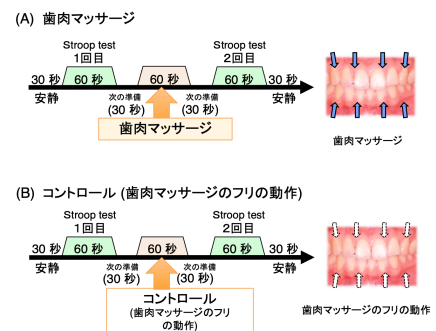 (A) 歯肉マッサージ
Stroop test Stroop test
1回目 2回目
30 秒 60 秒 60 秒 60 秒 30 秒
安静 次の準備 次の準備 安静
(30 秒) (30 秒)
歯肉マッサージ
歯肉マッサージ
(B) コントロール (歯肉マッサージのフリの動作)
Stroop test Stroop test
1回目 2回目
30 秒 60 秒 60 秒 60 秒 30 秒
安静 次の準備 次の準備 安静
(30 秒) (30 秒)
コントロール
(歯肉マッサージのフリ
の動作)
歯肉マッサージのフリの動作